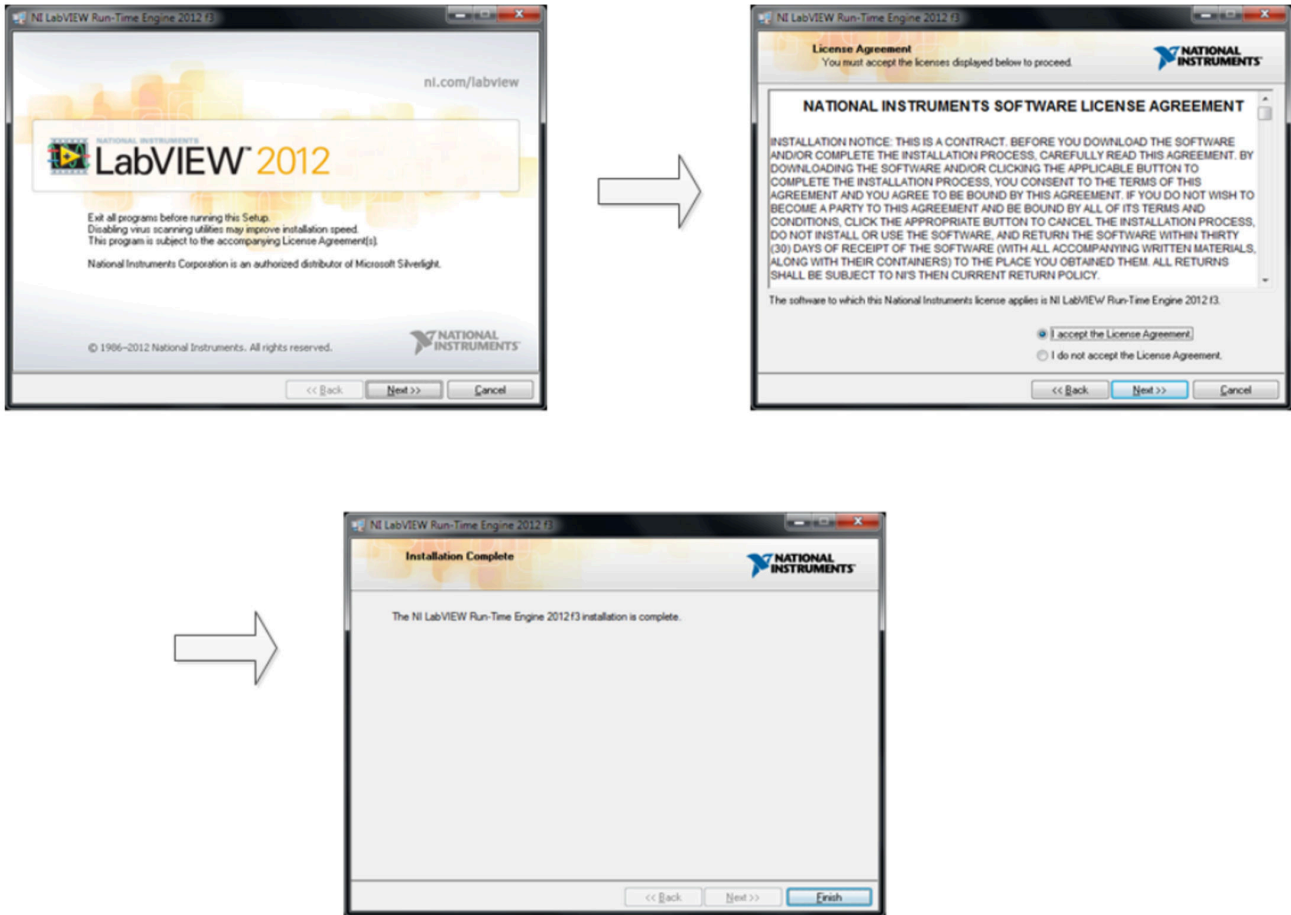 NI LabVIEW Run-Time Engine 2012 f3
ni.com/labview
NATIONAL INSTRUMENTS
LabVIEW™ 2012
Exit all programs before running this Setup.
Disabling virus scanning utilities may improve installation speed.
This program is subject to the accompanying License Agreement(s).
National Instruments Corporation is an authorized distributor of Microsoft Silverlight.
© 1986–2012 National Instruments. All rights reserved.
NATIONAL
INSTRUMENTS™
<< Back Next >> Cancel
NI LabVIEW Run-Time Engine 2012 f3
License Agreement
You must accept the licenses displayed below to proceed.
NATIONAL
INSTRUMENTS™
NATIONAL INSTRUMENTS SOFTWARE LICENSE AGREEMENT
INSTALLATION NOTICE: THIS IS A CONTRACT. BEFORE YOU DOWNLOAD THE SOFTWARE
AND/OR COMPLETE THE INSTALLATION PROCESS, CAREFULLY READ THIS AGREEMENT. BY
DOWNLOADING THE SOFTWARE AND/OR CLICKING THE APPLICABLE BUTTON TO
COMPLETE THE INSTALLATION PROCESS, YOU CONSENT TO THE TERMS OF THIS
AGREEMENT AND YOU AGREE TO BE BOUND BY THIS AGREEMENT. IF YOU DO NOT WISH TO
BECOME A PARTY TO THIS AGREEMENT AND BE BOUND BY ALL OF ITS TERMS AND
CONDITIONS, CLICK THE APPROPRIATE BUTTON TO CANCEL THE INSTALLATION PROCESS,
DO NOT INSTALL OR USE THE SOFTWARE, AND RETURN THE SOFTWARE WITHIN THIRTY
(30) DAYS OF RECEIPT OF THE SOFTWARE (WITH ALL ACCOMPANYING WRITTEN MATERIALS,
ALONG WITH THEIR CONTAINERS) TO THE PLACE YOU OBTAINED THEM. ALL RETURNS
SHALL BE SUBJECT TO NI'S THEN CURRENT RETURN POLICY.
The software to which this National Instruments license applies is NI LabVIEW Run-Time Engine 2012 f3.
I accept the License Agreement.
I do not accept the License Agreement.
<< Back Next >> Cancel
NI LabVIEW Run-Time Engine 2012 f3
Installation Complete
NATIONAL
INSTRUMENTS™
The NI LabVIEW Run-Time Engine 2012 f3 installation is complete.
<< Back Next >> Finish